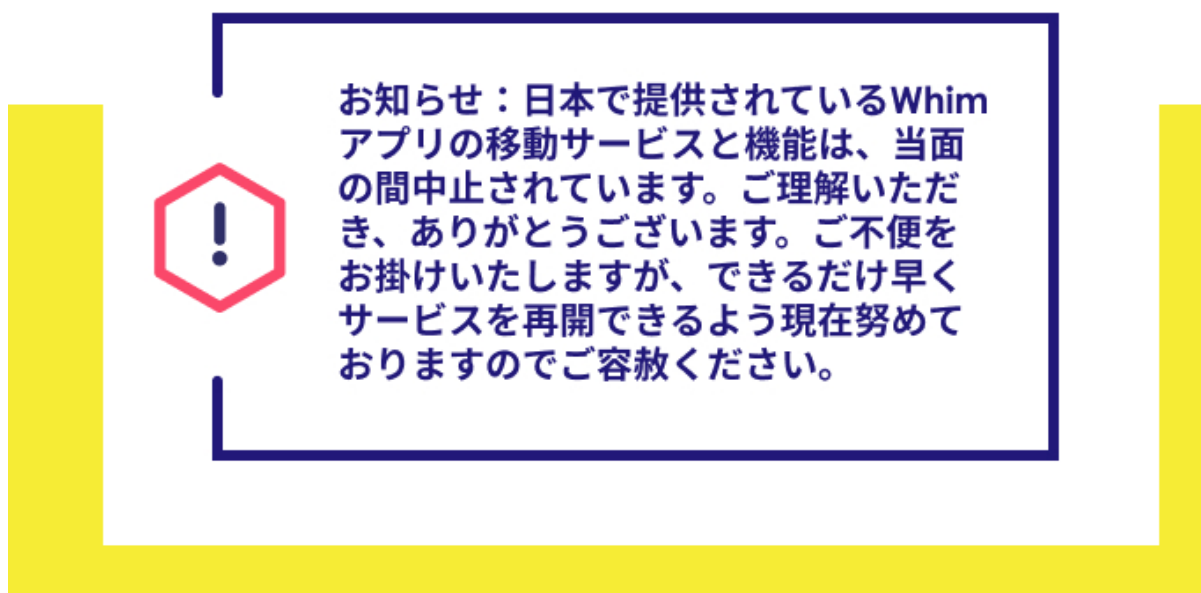 お知らせ：日本で提供されているWhim
アプリの移動サービスと機能は、当面
の間中止されています。ご理解いただ
き、ありがとうございます。ご不便を
お掛けいたしますが、できるだけ早く
サービスを再開できるよう現在努めて
おりますのでご容赦ください。